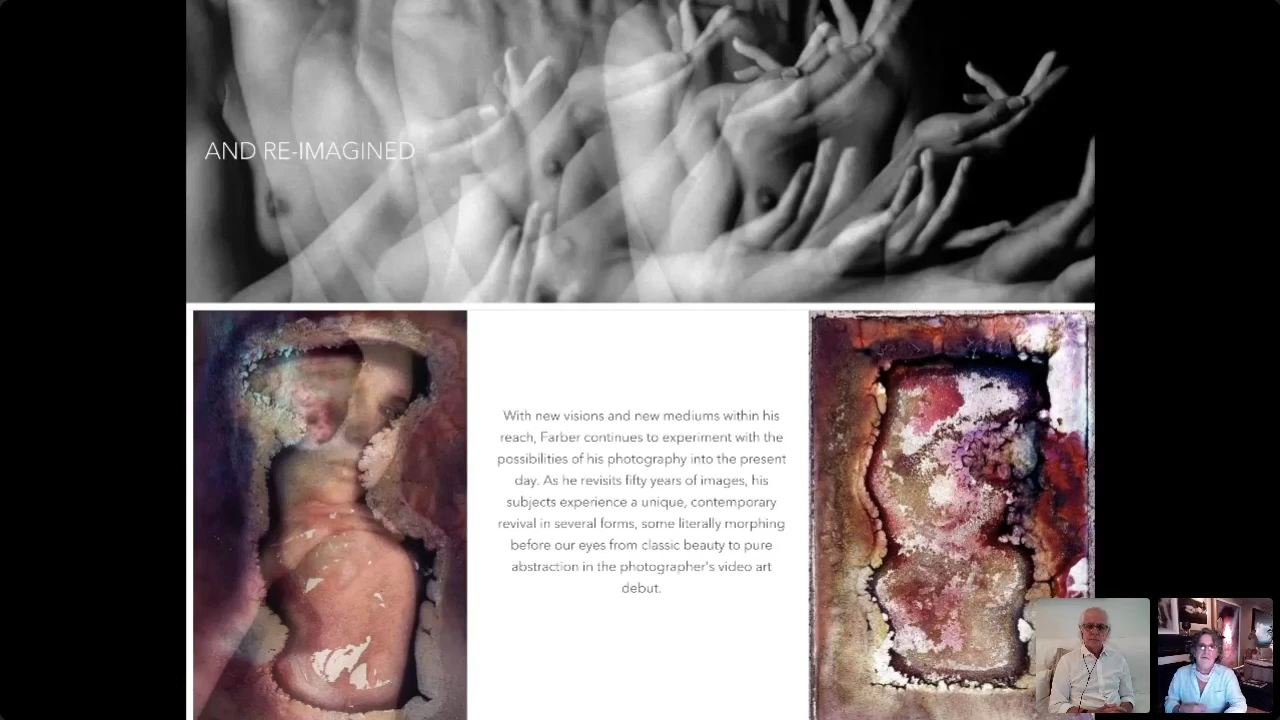 AND RE-IMAGINED
With new visions and new mediums within his
reach, Farber continues to experiment with the
possibilities of his photography into the present
day. As he revisits fifty years of images, his
subjects experience a unique, contemporary
revival in several forms, some literally morphing
before our eyes from classic beauty to pure
abstraction in the photographer's video art
debut.